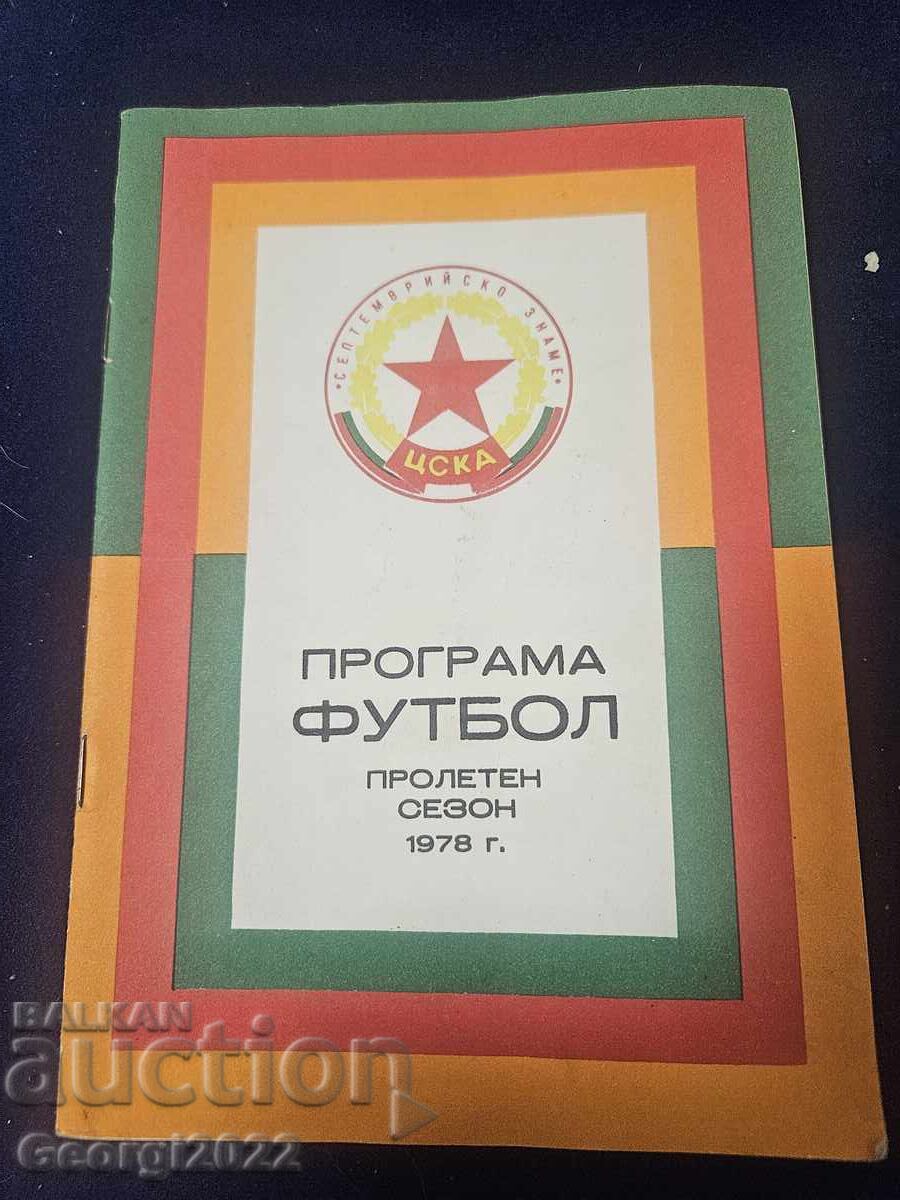 • СЕПТЕМВРИЙСКО ЗНАМЕ •
ЦСКА
ПРОГРАМА
ФУТБОЛ
ПРОЛЕТЕН
СЕЗОН
1978 г.
BALKAN
auction
Georgi2022